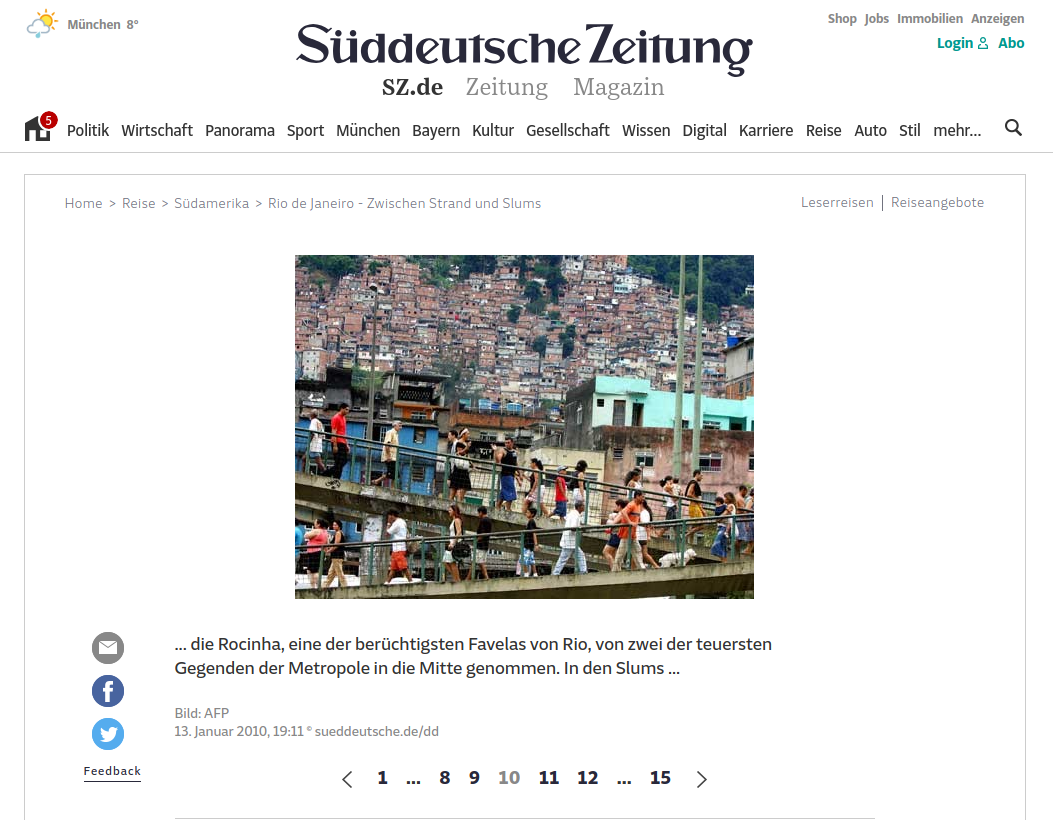 München 8°
Shop Jobs Immobilien Anzeigen
Süddeutsche Zeitung
Login Abo
SZ.de Zeitung Magazin
5
Politik Wirtschaft Panorama Sport München Bayern Kultur Gesellschaft Wissen Digital Karriere Reise Auto Stil mehr...
Home > Reise > Südamerika > Rio de Janeiro - Zwischen Strand und Slums
Leserreisen | Reiseangebote
... die Rocinha, eine der berüchtigsten Favelas von Rio, von zwei der teuersten
Gegenden der Metropole in die Mitte genommen. In den Slums ...
Bild: AFP
13. Januar 2010, 19:11 © sueddeutsche.de/dd
Feedback
1 ... 8 9 10 11 12 ... 15